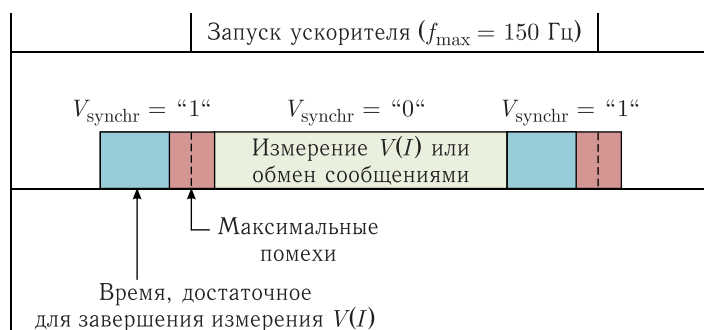 Запуск ускорителя (f_max = 150 Гц)
V_synchr = “1“ V_synchr = “0“ V_synchr = “1“
Измерение V(I) или
обмен сообщениями
Максимальные
помехи
Время, достаточное
для завершения измерения V(I)